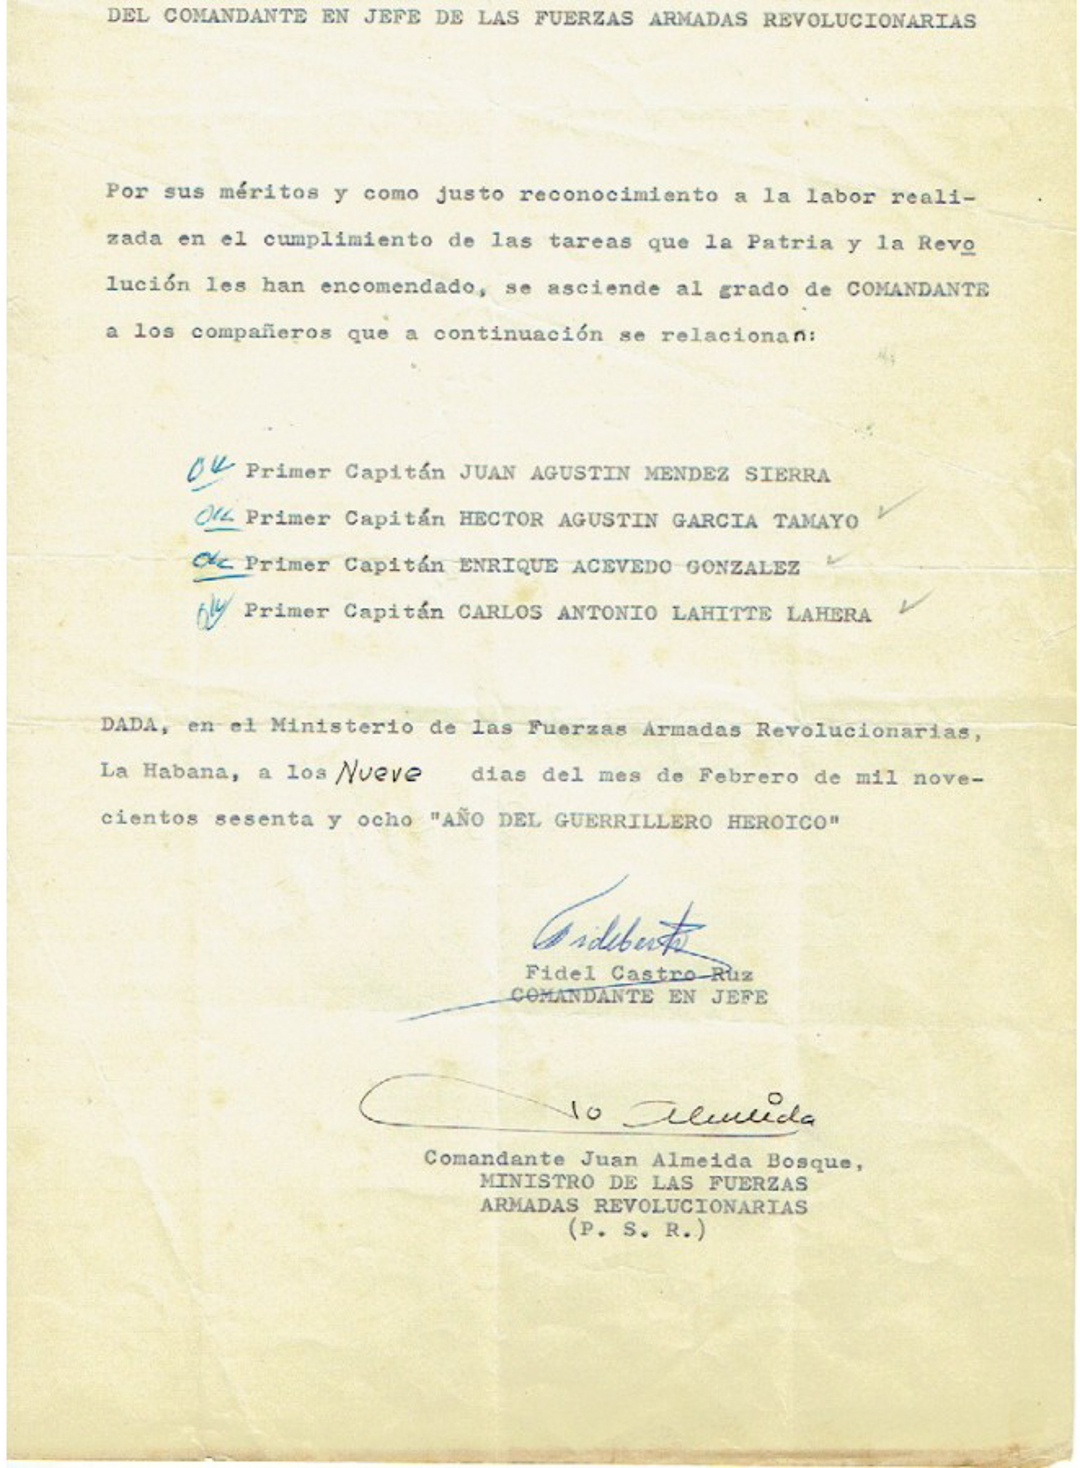 DEL COMANDANTE EN JEFE DE LAS FUERZAS ARMADAS REVOLUCIONARIAS
Por sus méritos y como justo reconocimiento a la labor reali-
zada en el cumplimiento de las tareas que la Patria y la Revo
lución les han encomendado, se asciende al grado de COMANDANTE
a los compañeros que a continuación se relacionan:
OK Primer Capitán JUAN AGUSTIN MENDEZ SIERRA
OK Primer Capitán HECTOR AGUSTIN GARCIA TAMAYO ✓
OK Primer Capitán ENRIQUE ACEVEDO GONZALEZ ✓
OK Primer Capitán CARLOS ANTONIO LAHITTE LAHERA ✓
DADA, en el Ministerio de las Fuerzas Armadas Revolucionarias,
La Habana, a los Nueve dias del mes de Febrero de mil nove-
cientos sesenta y ocho "AÑO DEL GUERRILLERO HEROICO"
Fidel Castro Ruz
COMANDANTE EN JEFE
Almeida
Comandante Juan Almeida Bosque,
MINISTRO DE LAS FUERZAS
ARMADAS REVOLUCIONARIAS
(P. S. R.)